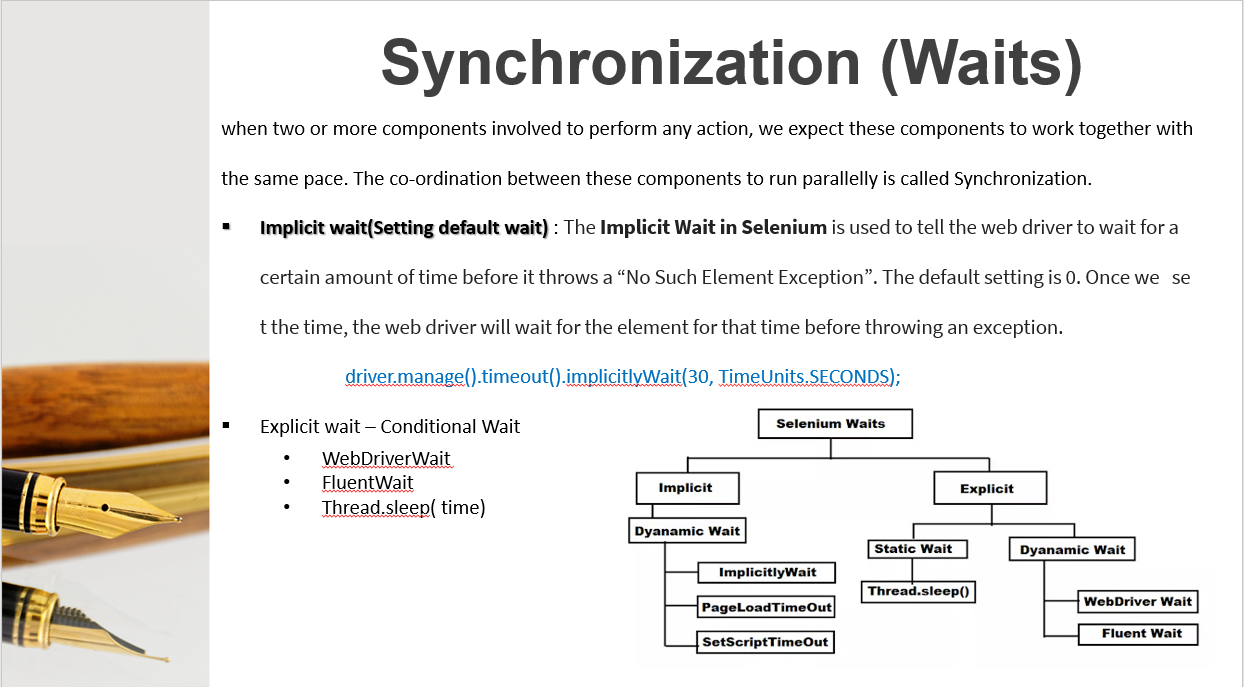 Synchronization (Waits)
when two or more components involved to perform any action, we expect these components to work together with
the same pace. The co-ordination between these components to run parallelly is called Synchronization.
▪ Implicit wait(Setting default wait) : The Implicit Wait in Selenium is used to tell the web driver to wait for a
certain amount of time before it throws a “No Such Element Exception”. The default setting is 0. Once we se
t the time, the web driver will wait for the element for that time before throwing an exception.
driver.manage().timeout().implicitlyWait(30, TimeUnits.SECONDS);
▪ Explicit wait – Conditional Wait
• WebDriverWait
• FluentWait
• Thread.sleep( time)
Selenium Waits
Implicit
Dyanamic Wait
ImplicitlyWait
PageLoadTimeOut
SetScriptTimeOut
Explicit
Static Wait
Thread.sleep()
Dyanamic Wait
WebDriver Wait
Fluent Wait